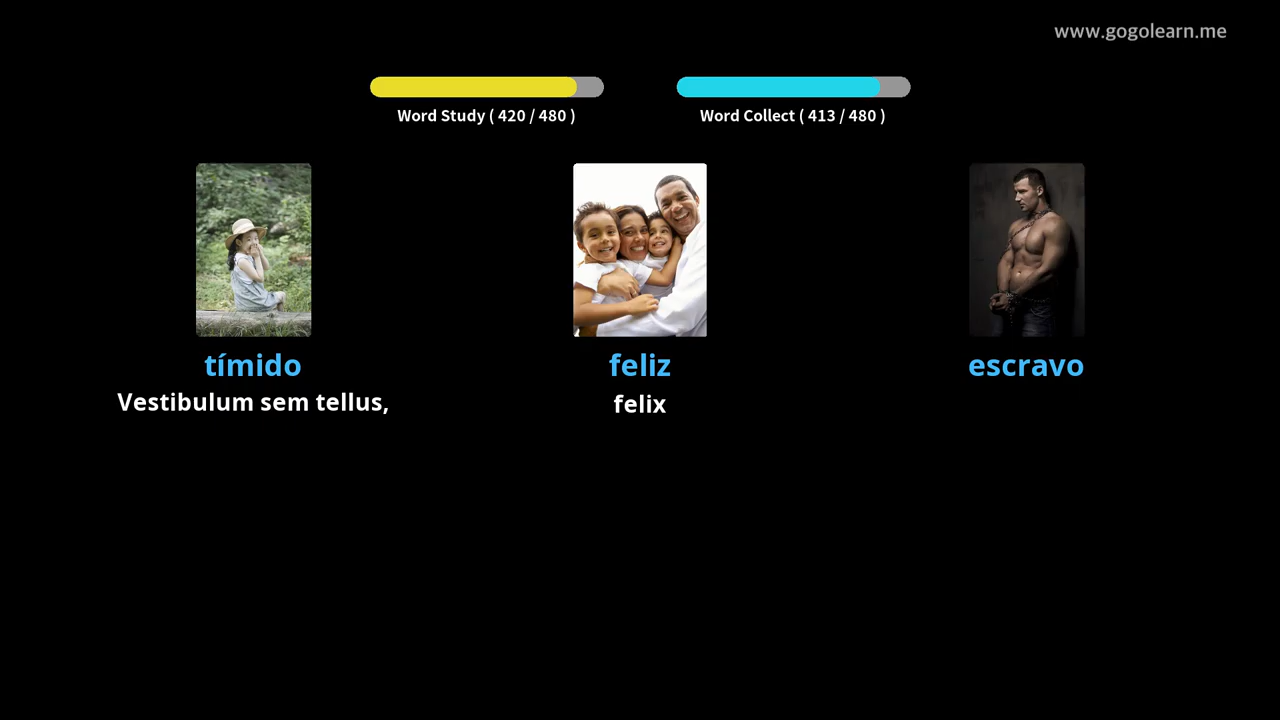 www.gogolearn.me
Word Study ( 420 / 480 )
Word Collect ( 413 / 480 )
tímido
Vestibulum sem tellus,
feliz
felix
escravo